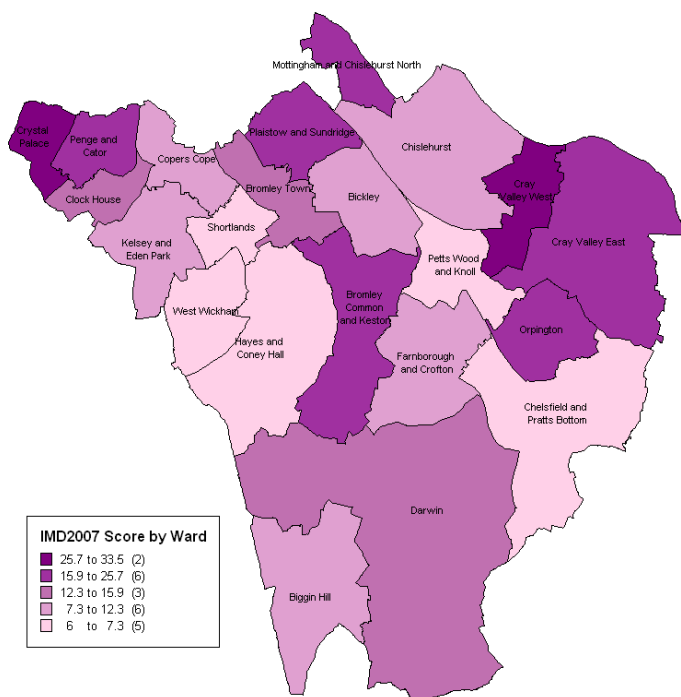 Mottingham and Chislehurst North
Crystal
Palace
Penge and
Cator
Plaistow and Sundridge
Chislehurst
Copers Cope
Cray
Valley West
Clock House
Bromley Town
Bickley
Shortlands
Kelsey and
Eden Park
Cray Valley East
Petts Wood
and Knoll
West Wickham
Bromley
Common
and Keston
Orpington
Hayes and
Coney Hall
Farnborough
and Crofton
Chelsfield and
Pratts Bottom
Darwin
Biggin Hill
IMD2007 Score by Ward
25.7 to 33.5 (2)
15.9 to 25.7 (6)
12.3 to 15.9 (3)
7.3 to 12.3 (6)
6 to 7.3 (5)